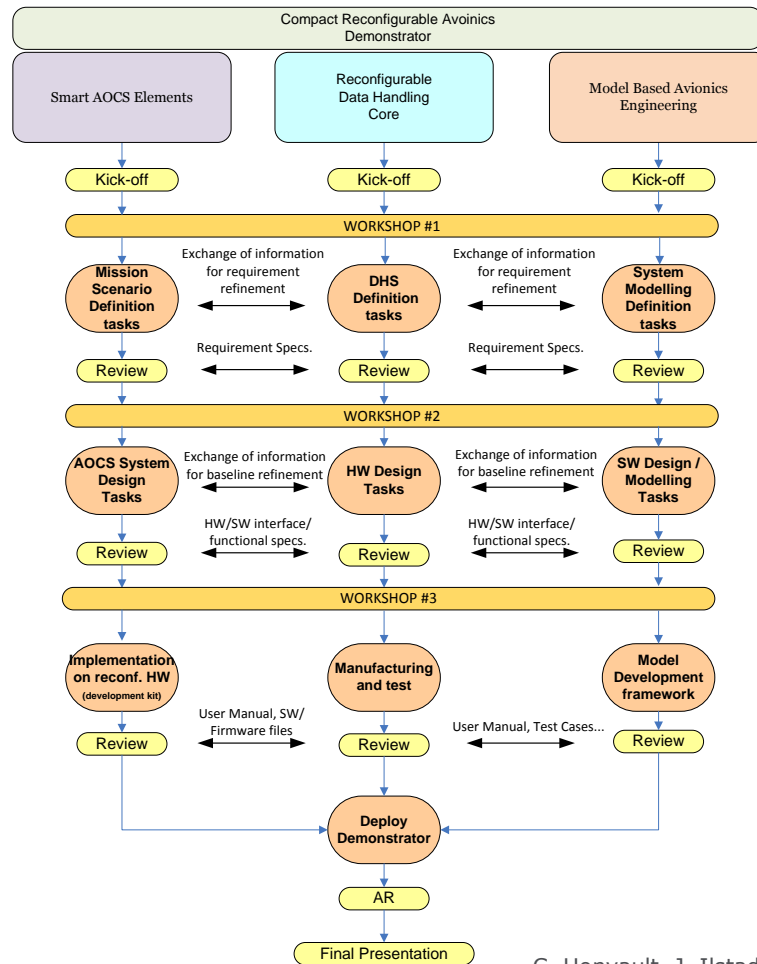 Compact Reconfigurable Avoinics
Demonstrator
Smart AOCS Elements
Reconfigurable
Data Handling
Core
Model Based Avionics
Engineering
Kick-off
Kick-off
Kick-off
WORKSHOP #1
Mission
Scenario
Definition
tasks
Exchange of information
for requirement
refinement
DHS
Definition
tasks
Exchange of information
for requirement
refinement
System
Modelling
Definition
tasks
Requirement Specs.
Requirement Specs.
Review
Review
Review
WORKSHOP #2
AOCS System
Design
Tasks
Exchange of information
for baseline refinement
HW Design
Tasks
Exchange of information
for baseline refinement
SW Design /
Modelling
Tasks
HW/SW interface/
functional specs.
HW/SW interface/
functional specs.
Review
Review
Review
WORKSHOP #3
Implementation
on reconf. HW
(development kit)
Manufacturing
and test
Model
Development
framework
User Manual, SW/
Firmware files
User Manual, Test Cases...
Review
Review
Review
Deploy
Demonstrator
AR
Final Presentation